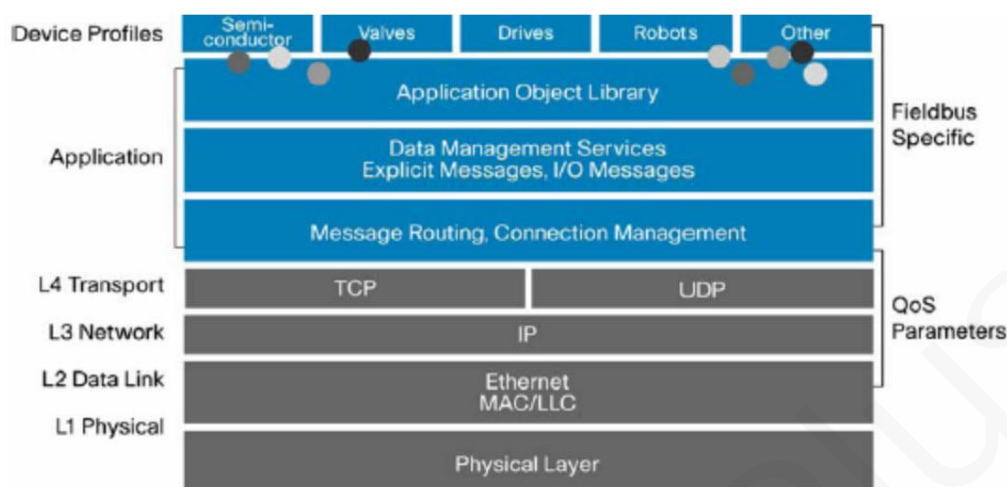 Device Profiles
Semi-
conductor
Valves
Drives
Robots
Other
Application Object Library
Fieldbus
Specific
Application
Data Management Services
Explicit Messages, I/O Messages
Message Routing, Connection Management
L4 Transport
TCP
UDP
QoS
Parameters
L3 Network
IP
L2 Data Link
Ethernet
MAC/LLC
L1 Physical
Physical Layer